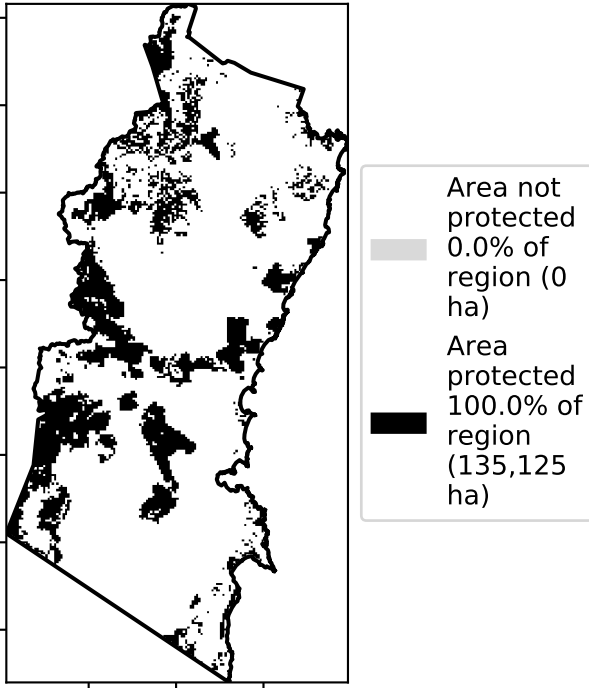 Area not
protected
0.0% of
region (0
ha)
Area
protected
100.0% of
region
(135,125
ha)